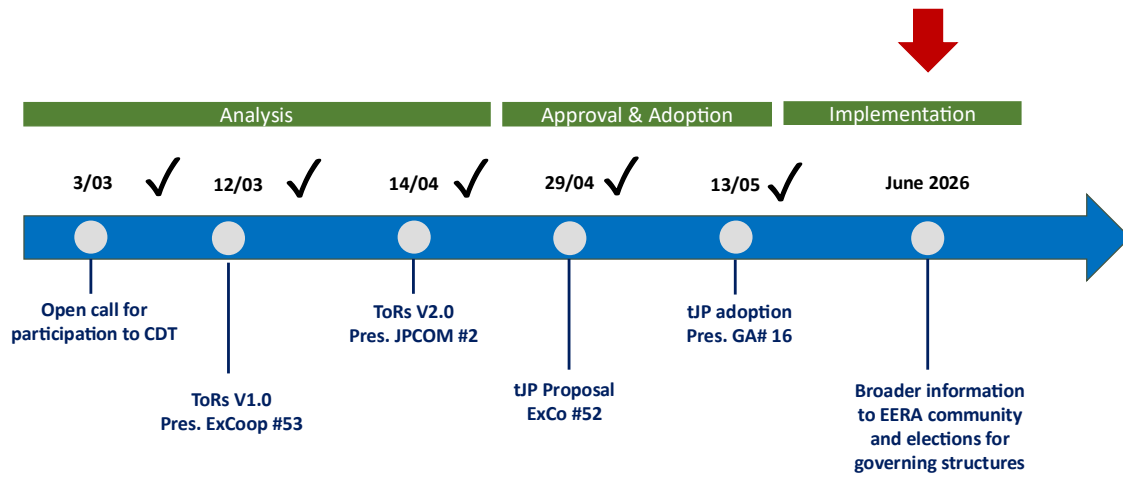 Analysis
Approval & Adoption
Implementation
3/03
12/03
14/04
29/04
13/05
June 2026
Open call for
participation to CDT
ToRs V1.0
Pres. ExCoop #53
ToRs V2.0
Pres. JPCOM #2
tJP Proposal
ExCo #52
tJP adoption
Pres. GA# 16
Broader information
to EERA community
and elections for
governing structures